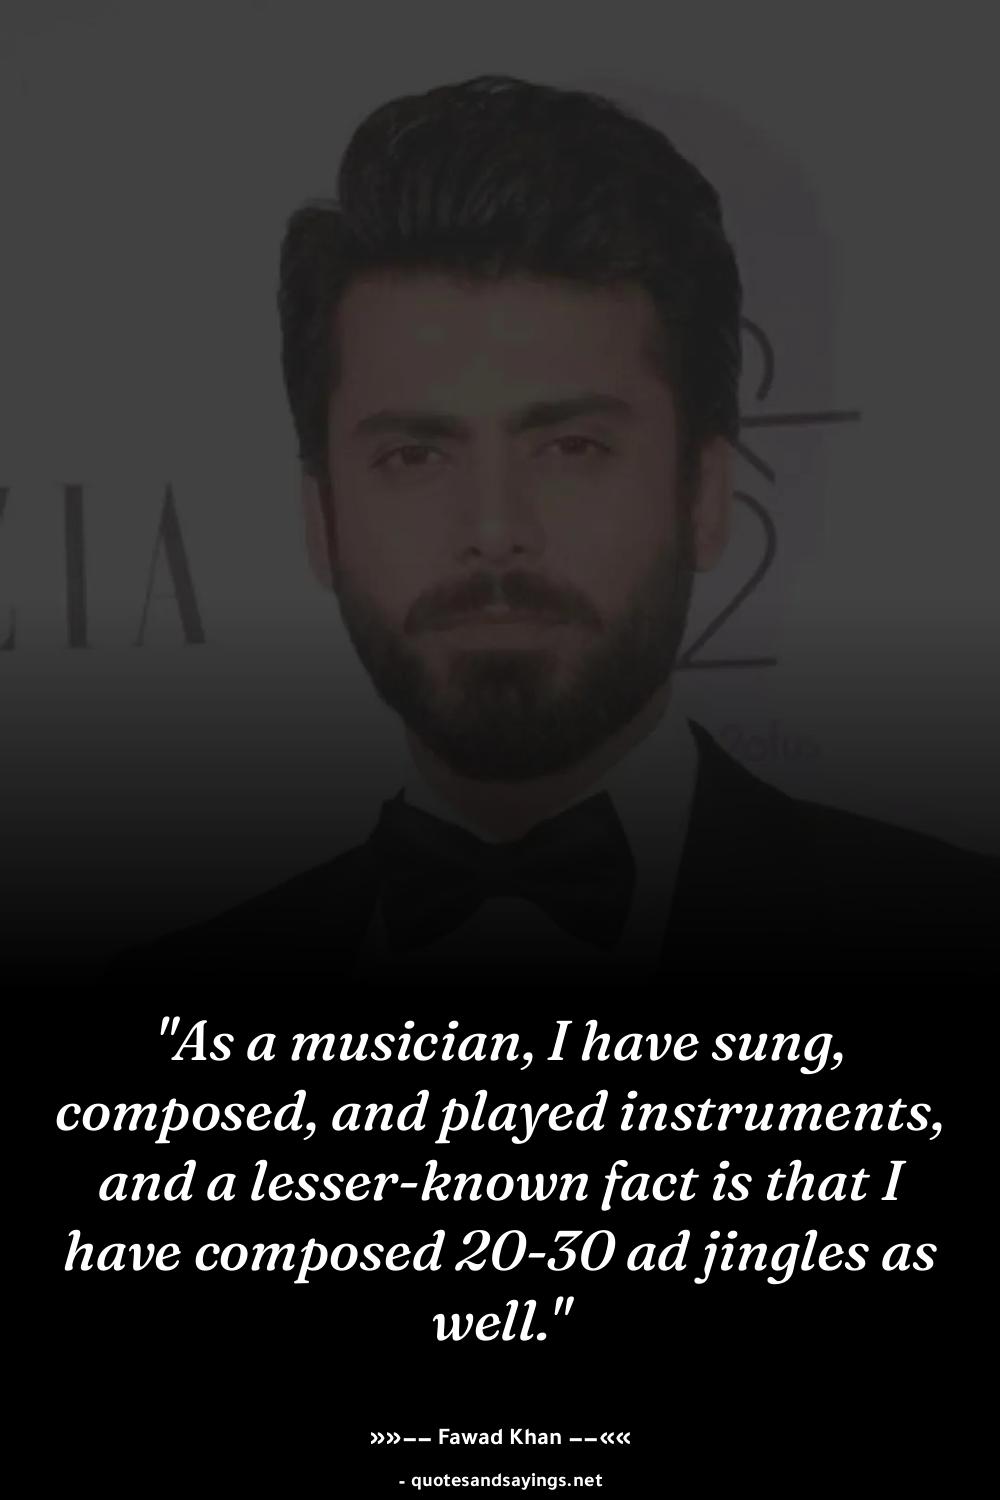 ZIA
"As a musician, I have sung,
composed, and played instruments,
and a lesser-known fact is that I
have composed 20-30 ad jingles as
well."
»»–– Fawad Khan ––««
- quotesandsayings.net